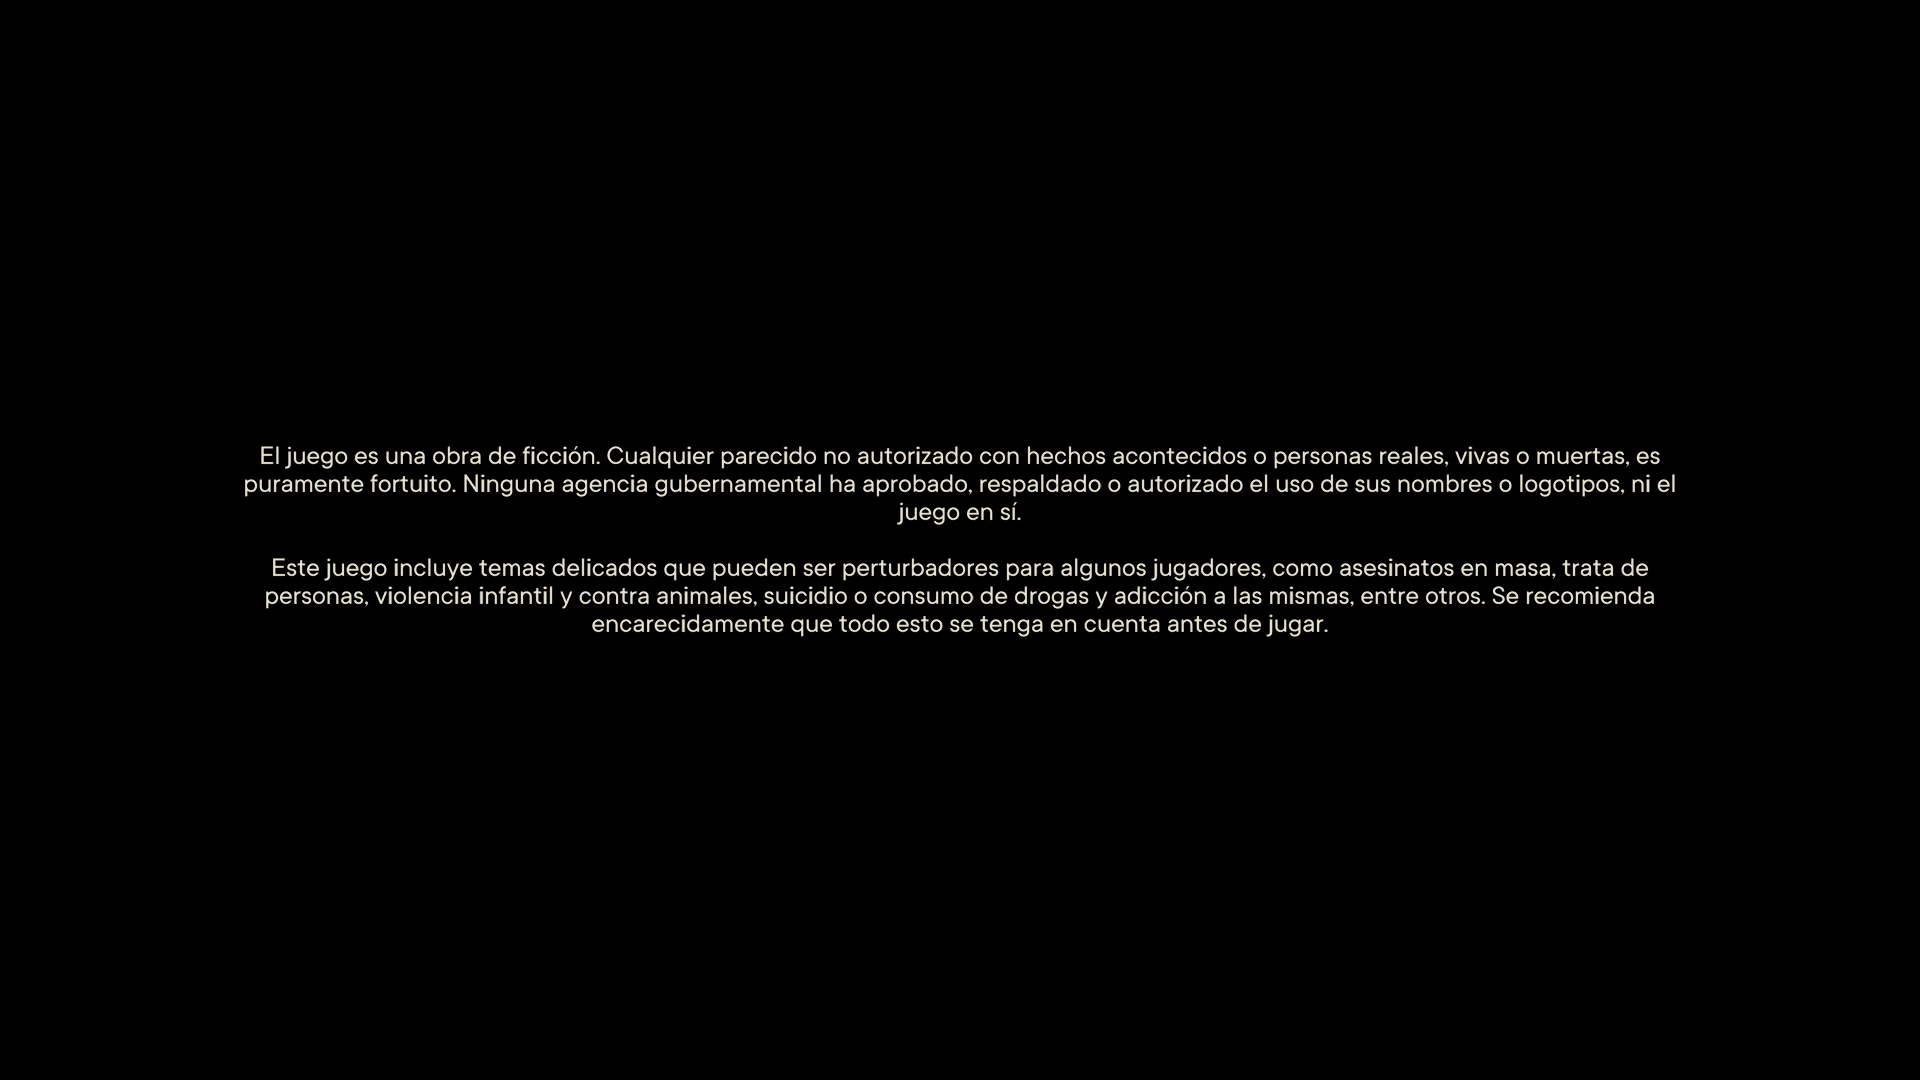 El juego es una obra de ficción. Cualquier parecido no autorizado con hechos acontecidos o personas reales, vivas o muertas, es
puramente fortuito. Ninguna agencia gubernamental ha aprobado, respaldado o autorizado el uso de sus nombres o logotipos, ni el
juego en sí.
Este juego incluye temas delicados que pueden ser perturbadores para algunos jugadores, como asesinatos en masa, trata de
personas, violencia infantil y contra animales, suicidio o consumo de drogas y adicción a las mismas, entre otros. Se recomienda
encarecidamente que todo esto se tenga en cuenta antes de jugar.